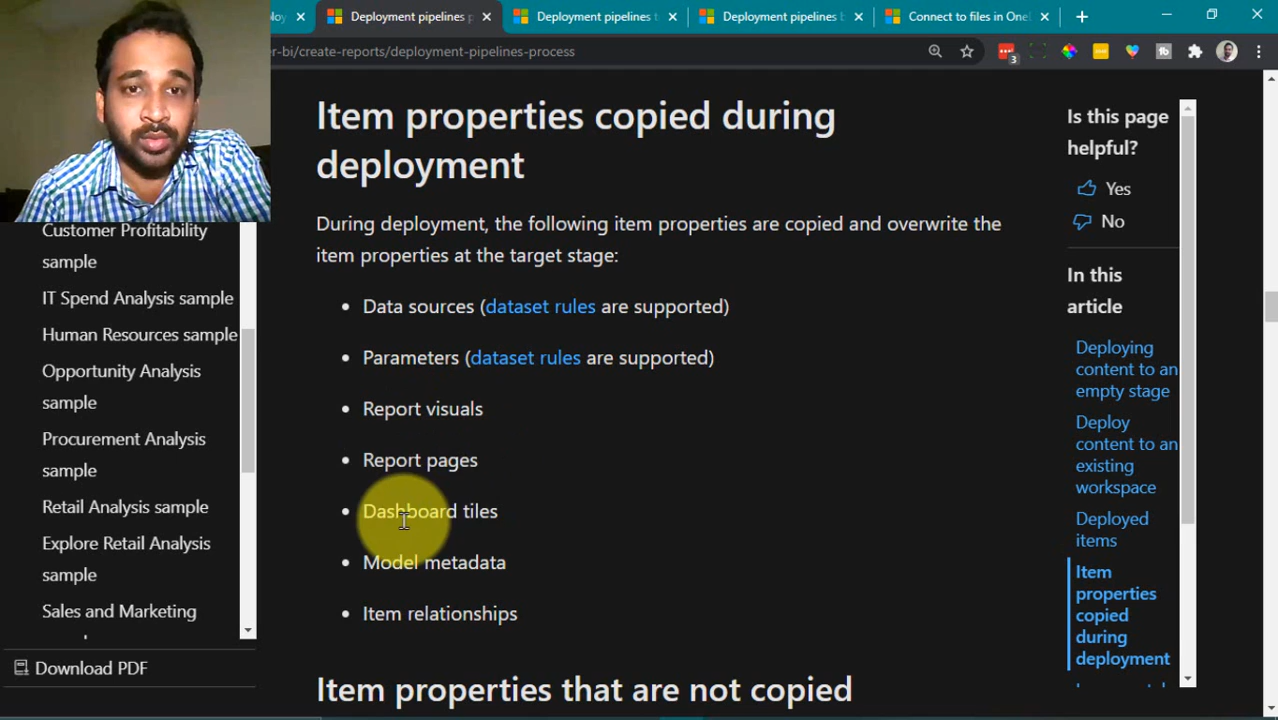 loy
Deployment pipelines p
Deployment pipelines t
Deployment pipelines b
Connect to files in One
er-bi/create-reports/deployment-pipelines-process
3
tb
Customer Profitability
sample
IT Spend Analysis sample
Human Resources sample
Opportunity Analysis
sample
Procurement Analysis
sample
Retail Analysis sample
Explore Retail Analysis
sample
Sales and Marketing
Download PDF
Item properties copied during
deployment
During deployment, the following item properties are copied and overwrite the
item properties at the target stage:
• Data sources (dataset rules are supported)
• Parameters (dataset rules are supported)
• Report visuals
• Report pages
• Dashboard tiles
• Model metadata
• Item relationships
Item properties that are not copied
Is this page
helpful?
Yes
No
In this
article
Deploying
content to an
empty stage
Deploy
content to an
existing
workspace
Deployed
items
Item
properties
copied
during
deployment